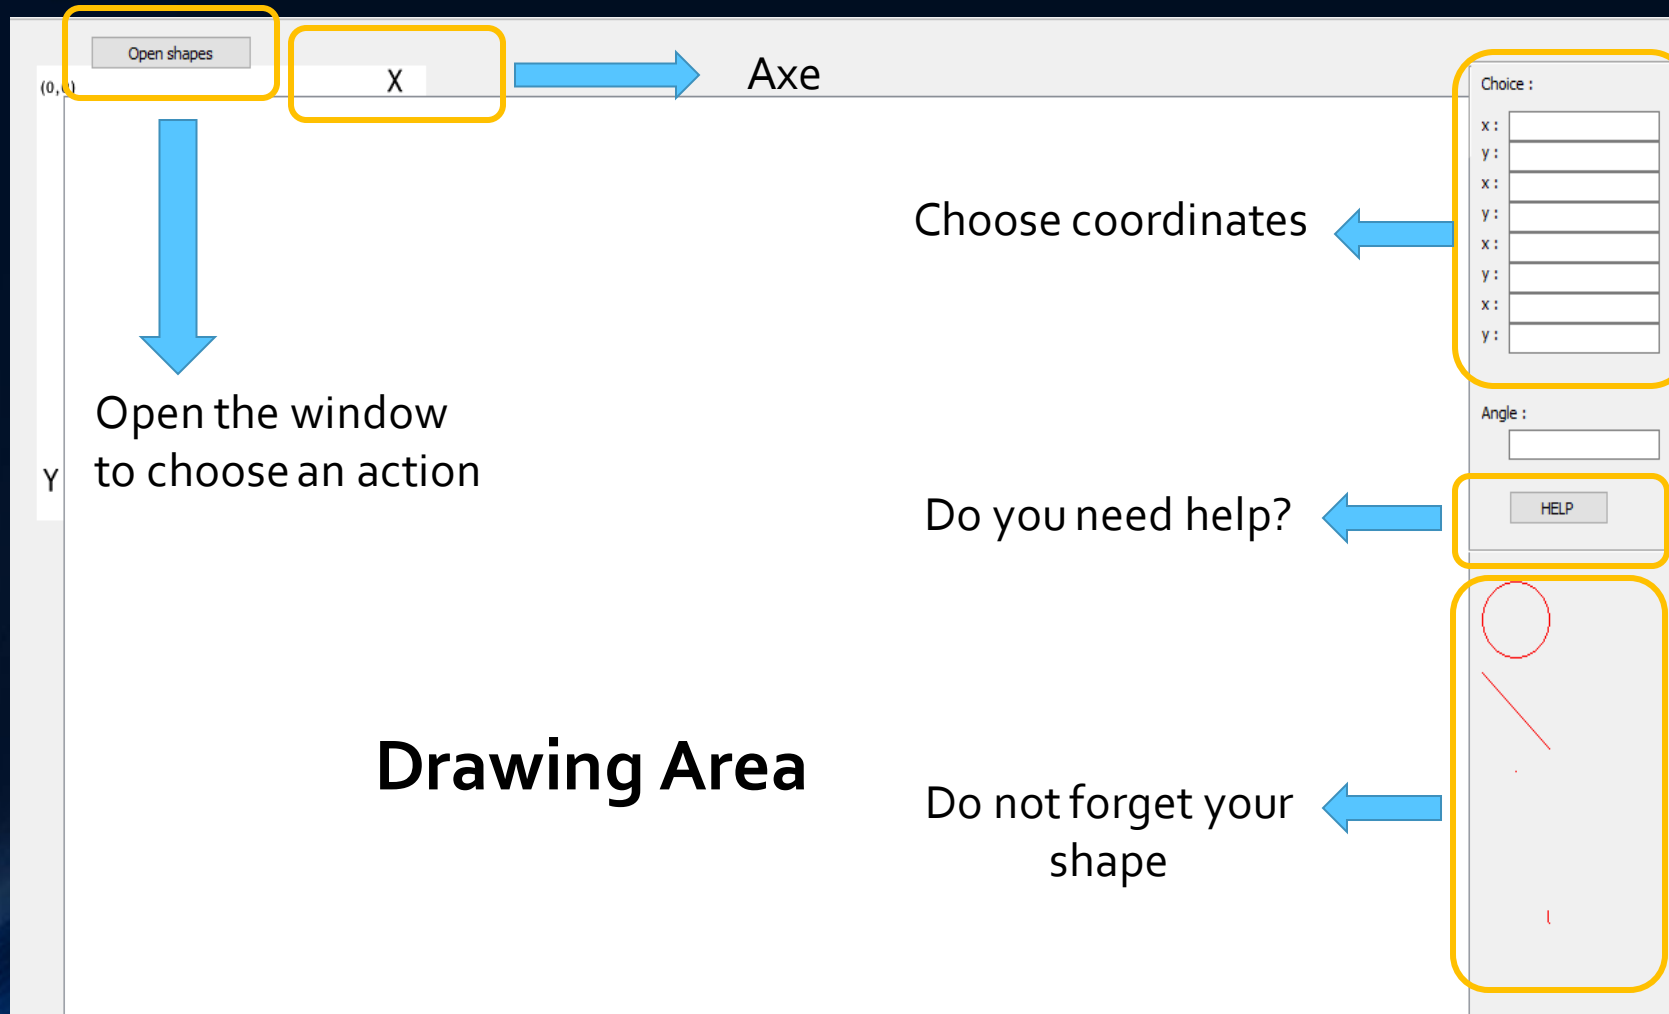 Open shapes
(0,0)
X
Axe
Choice :
x :
y :
x :
y :
x :
y :
x :
y :
Choose coordinates
Open the window
to choose an action
Y
Angle :
HELP
Do you need help?
Drawing Area
Do not forget your
shape